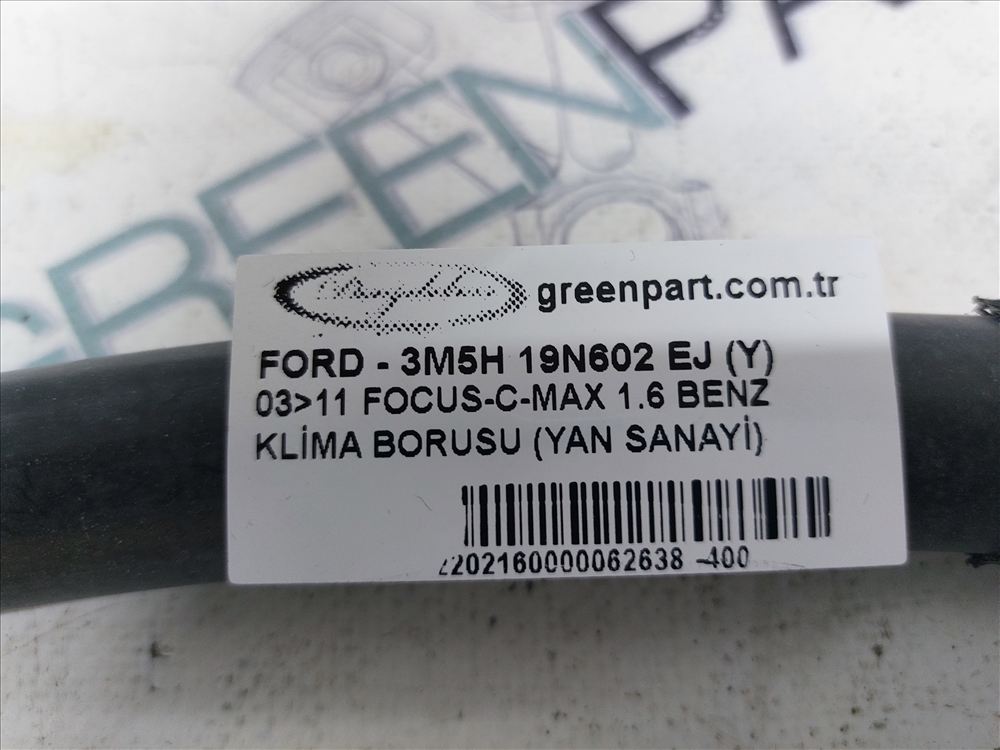 GREENPA
greenpart.com.tr
FORD - 3M5H 19N602 EJ (Y)
03>11 FOCUS-C-MAX 1.6 BENZ
KLİMA BORUSU (YAN SANAYİ)
2202160000062638 -400